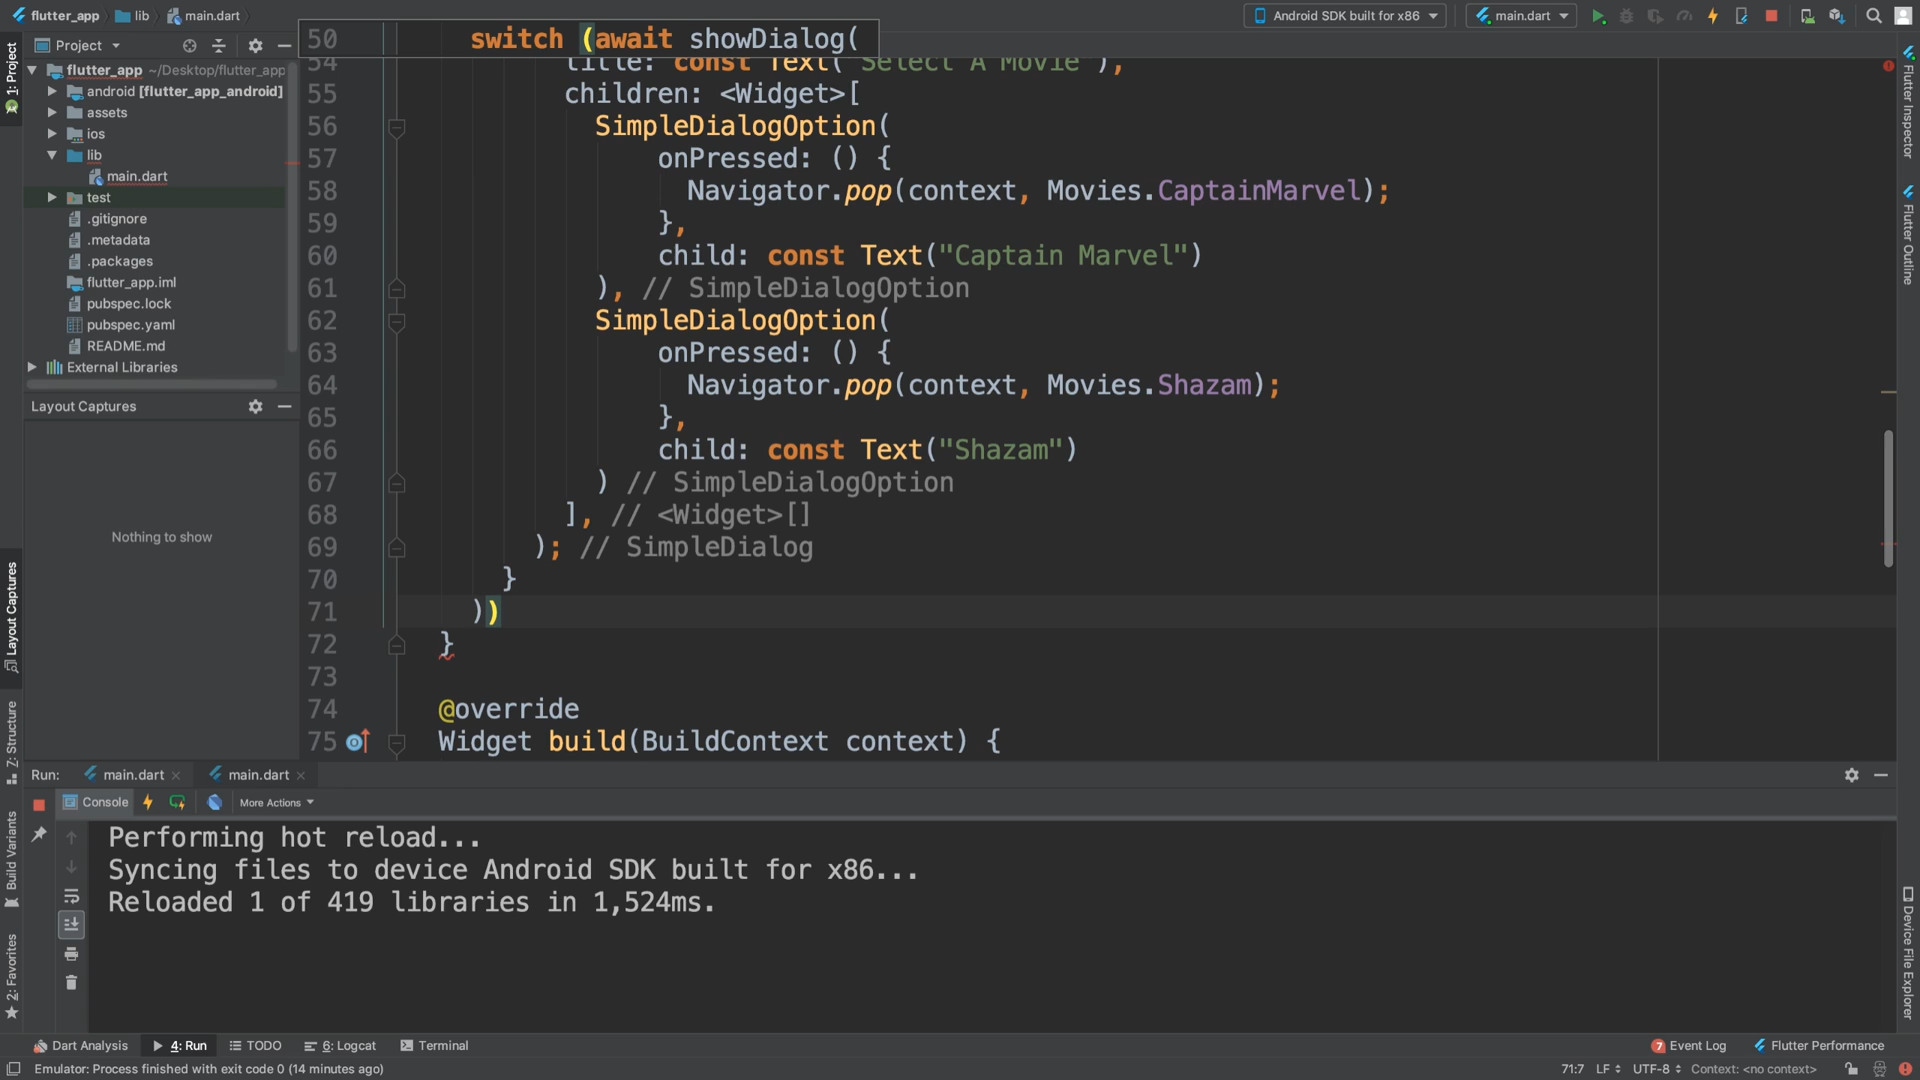 flutter_app
lib
main.dart
Android SDK built for x86
main.dart
1: Project
Project
flutter_app ~/Desktop/flutter_app
android [flutter_app_android]
assets
ios
lib
main.dart
test
.gitignore
.metadata
.packages
flutter_app.iml
pubspec.lock
pubspec.yaml
README.md
External Libraries
Layout Captures
Nothing to show
Layout Captures
Z: Structure
Build Variants
2: Favorites
50 switch (await showDialog(
54 title: const Text("Select A Movie"),
55 children: <Widget>[
56 SimpleDialogOption(
57 onPressed: () {
58 Navigator.pop(context, Movies.CaptainMarvel);
59 },
60 child: const Text("Captain Marvel")
61 ), // SimpleDialogOption
62 SimpleDialogOption(
63 onPressed: () {
64 Navigator.pop(context, Movies.Shazam);
65 },
66 child: const Text("Shazam")
67 ) // SimpleDialogOption
68 ], // <Widget>[]
69 ); // SimpleDialog
70 }
71 ))
72 }
73
74 @override
75 Widget build(BuildContext context) {
Flutter Inspector
Flutter Outline
Device File Explorer
Run: main.dart main.dart
Console More Actions
Performing hot reload...
Syncing files to device Android SDK built for x86...
Reloaded 1 of 419 libraries in 1,524ms.
Dart Analysis 4: Run TODO 6: Logcat Terminal
7 Event Log Flutter Performance
Emulator: Process finished with exit code 0 (14 minutes ago)
71:7 LF UTF-8 Context: <no context>